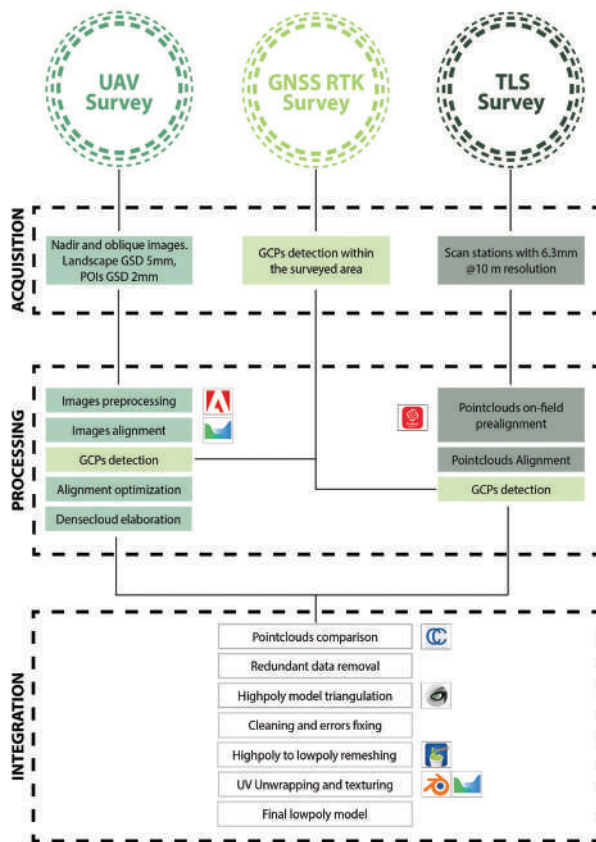 UAV
Survey
GNSS RTK
Survey
TLS
Survey
ACQUISITION
Nadir and oblique images.
Landscape GSD 5mm,
POIs GSD 2mm
GCPs detection within
the surveyed area
Scan stations with 6.3mm
@10 m resolution
PROCESSING
Images preprocessing
Images alignment
GCPs detection
Alignment optimization
Densecloud elaboration
Pointclouds on-field
prealignment
Pointclouds Alignment
GCPs detection
INTEGRATION
Pointclouds comparison
Redundant data removal
Highpoly model triangulation
Cleaning and errors fixing
Highpoly to lowpoly remeshing
UV Unwrapping and texturing
Final lowpoly model